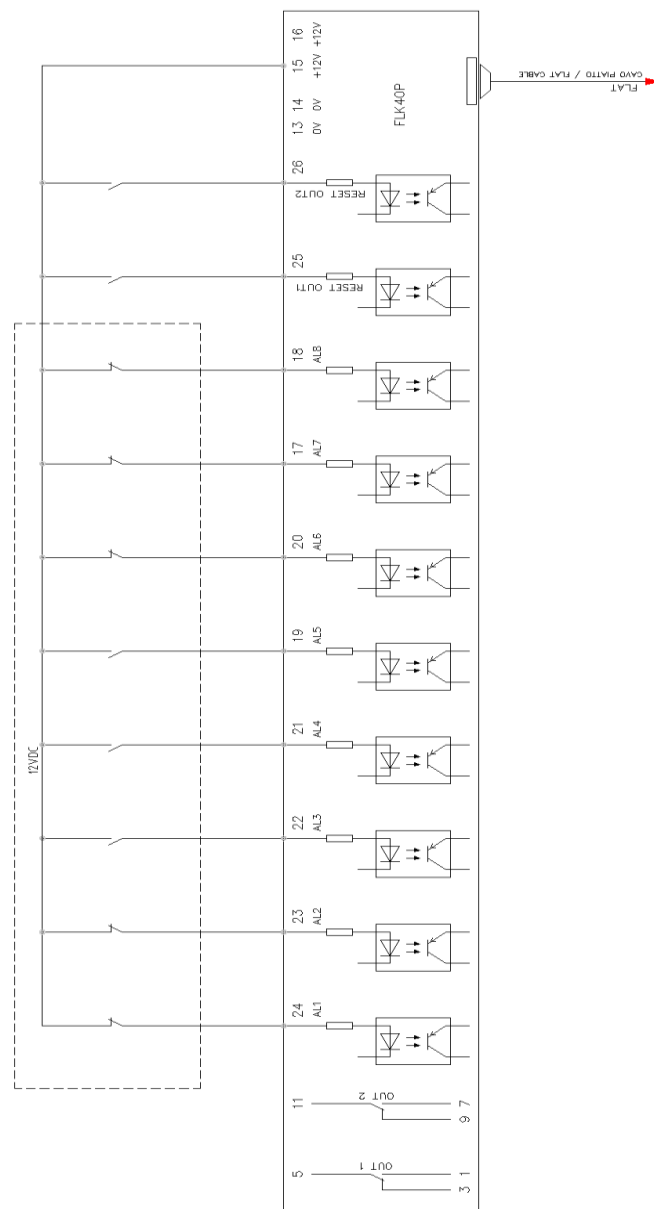 16 +12V
15 +12V
14 0V
13 0V
FLK40P
CAVO PIATTO / FLAT CABLE
FLAT
26
RESET OUT2
25
RESET OUT1
18 AL8
17 AL7
20 AL6
19 AL5
21 AL4
12VDC
22 AL3
23 AL2
24 AL1
11
OUT 2
7
9
5
OUT 1
1
3